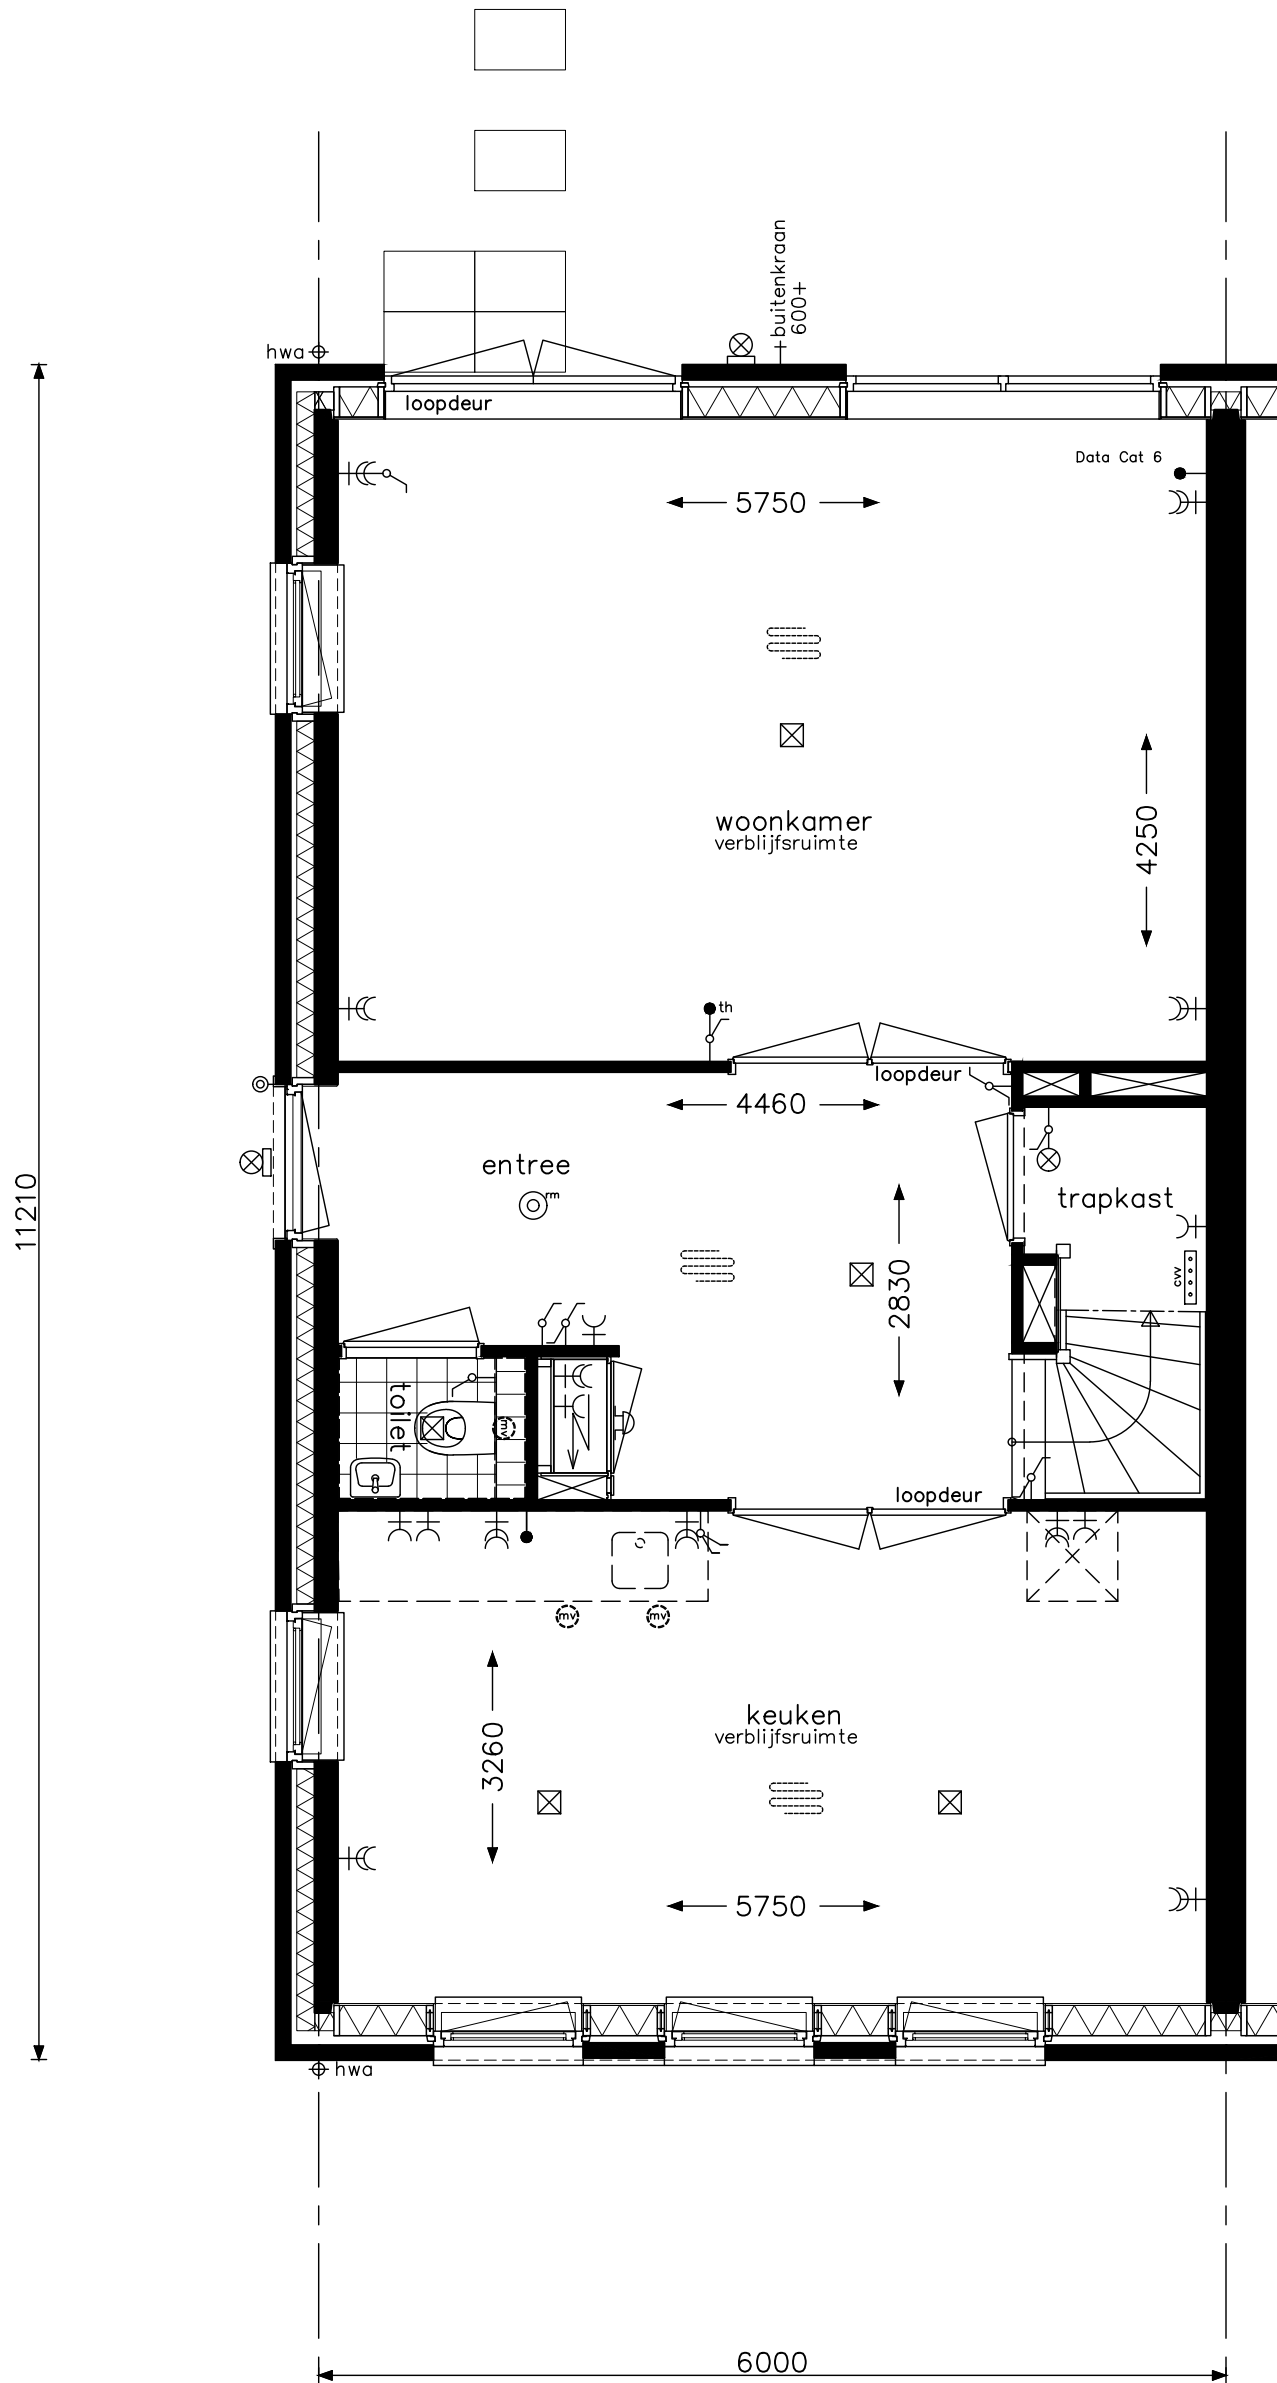 buitenkraan
600+
hwa
loopdeur
Data Cat 6
5750
woonkamer
verblijfsruimte
4250
th
loopdeur
4460
entree
rm
trapkast
11210
2830
cvv
toilet
mv
loopdeur
mv
mv
keuken
verblijfsruimte
3260
5750
hwa
6000